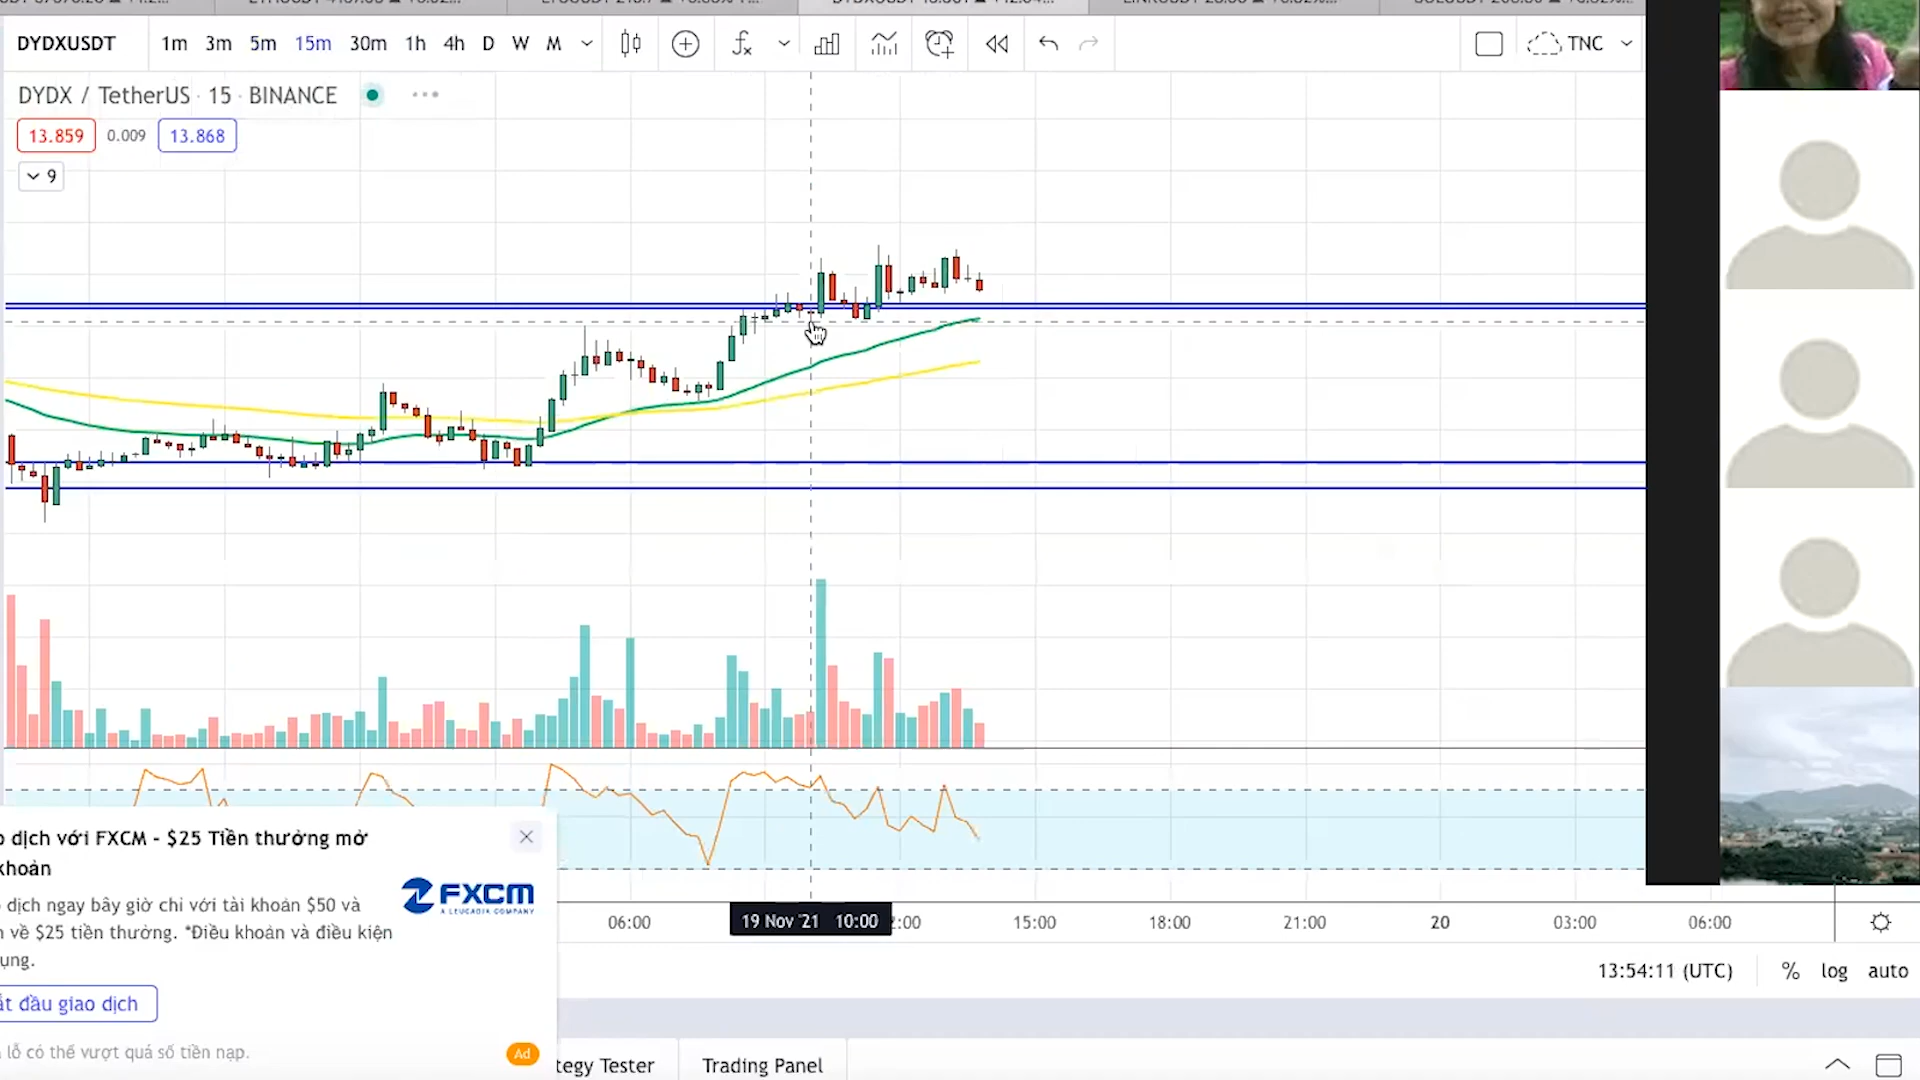 DYDXUSDT 1m 3m 5m 15m 30m 1h 4h D W M TNC
DYDX / TetherUS · 15 · BINANCE
13.859 0.009 13.868
9
dịch với FXCM - $25 Tiền thưởng mở
khoản
dịch ngay bây giờ chỉ với tài khoản $50 và
về $25 tiền thưởng. *Điều khoản và điều kiện
FXCM
A LEUCADIA COMPANY
đầu giao dịch
lỗ có thể vượt quá số tiền nạp.
Ad
06:00 19 Nov '21 10:00 15:00 18:00 21:00 20 03:00 06:00
13:54:11 (UTC) % log auto
Tester Trading Panel